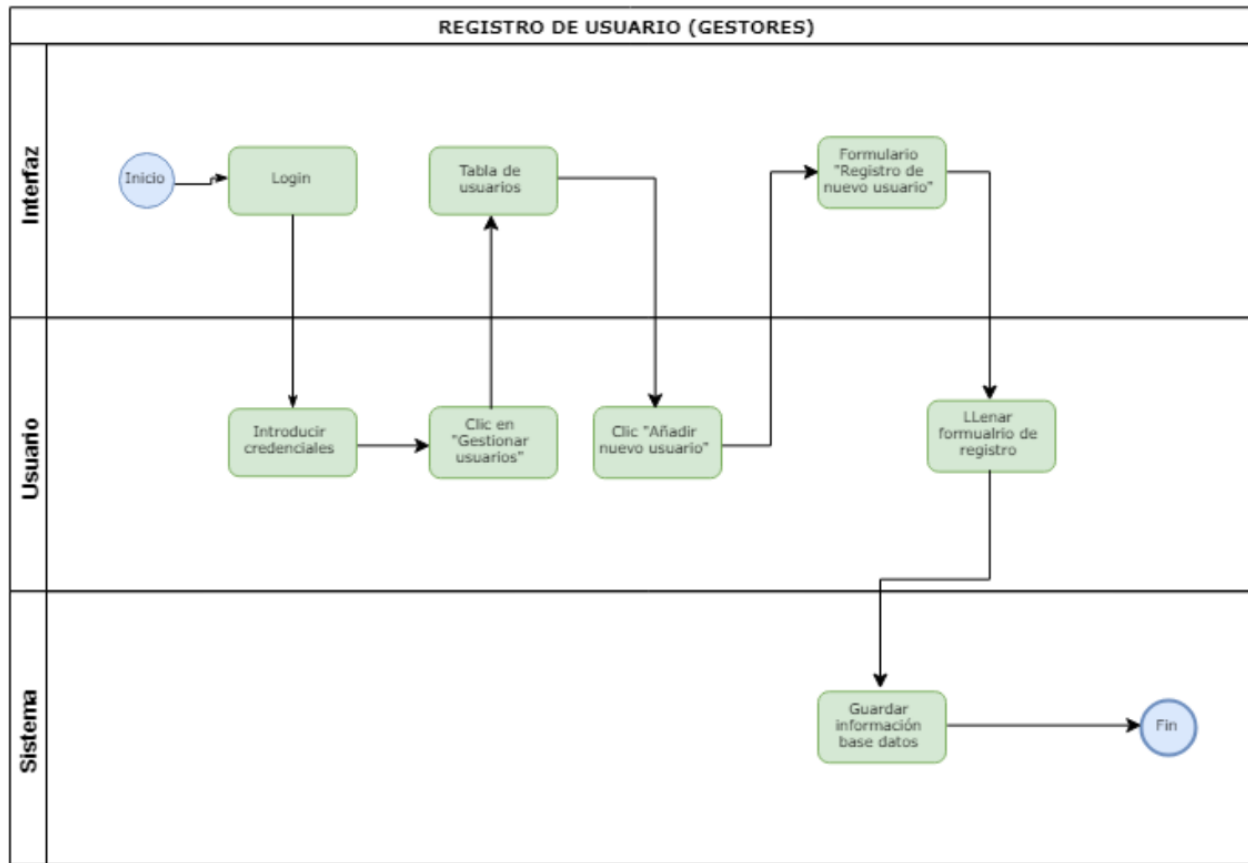 REGISTRO DE USUARIO (GESTORES)
Interfaz
Inicio
Login
Tabla de
usuarios
Formulario
"Registro de
nuevo usuario"
Usuario
Introducir
credenciales
Clic en
"Gestionar
usuarios"
Clic "Añadir
nuevo usuario"
LLenar
formualrio de
registro
Sistema
Guardar
información
base datos
Fin